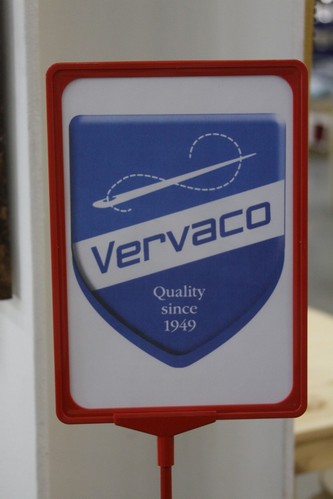 Vervaco
Quality
since
1949